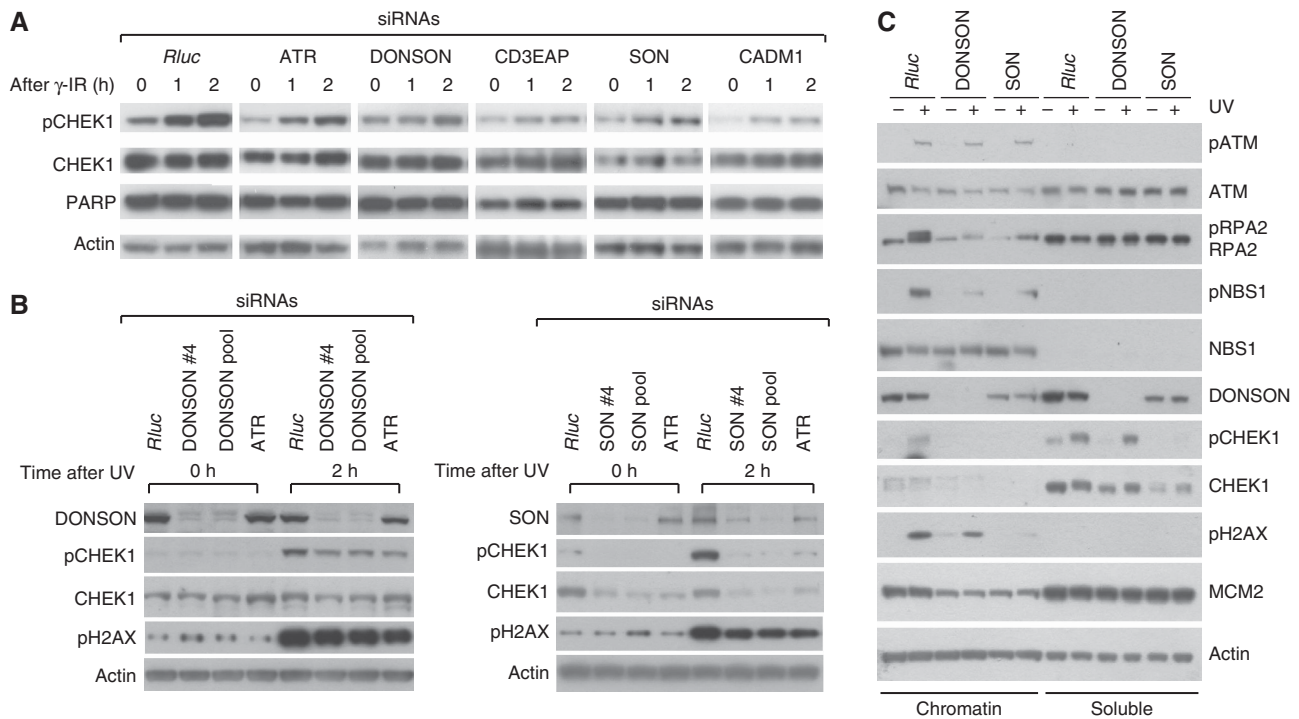 A
siRNAs
Rluc ATR DONSON CD3EAP SON CADM1
After γ-IR (h) 0 1 2 0 1 2 0 1 2 0 1 2 0 1 2 0 1 2
pCHEK1
CHEK1
PARP
Actin
B
siRNAs
Rluc DONSON #4 DONSON pool ATR Rluc DONSON #4 DONSON pool ATR
Time after UV 0 h 2 h
DONSON
pCHEK1
CHEK1
pH2AX
Actin
siRNAs
Rluc SON #4 SON pool ATR Rluc SON #4 SON pool ATR
Time after UV 0 h 2 h
SON
pCHEK1
CHEK1
pH2AX
Actin
C
Rluc DONSON SON Rluc DONSON SON
– + – + – + – + – + – + UV
pATM
ATM
pRPA2
RPA2
pNBS1
NBS1
DONSON
pCHEK1
CHEK1
pH2AX
MCM2
Actin
Chromatin Soluble